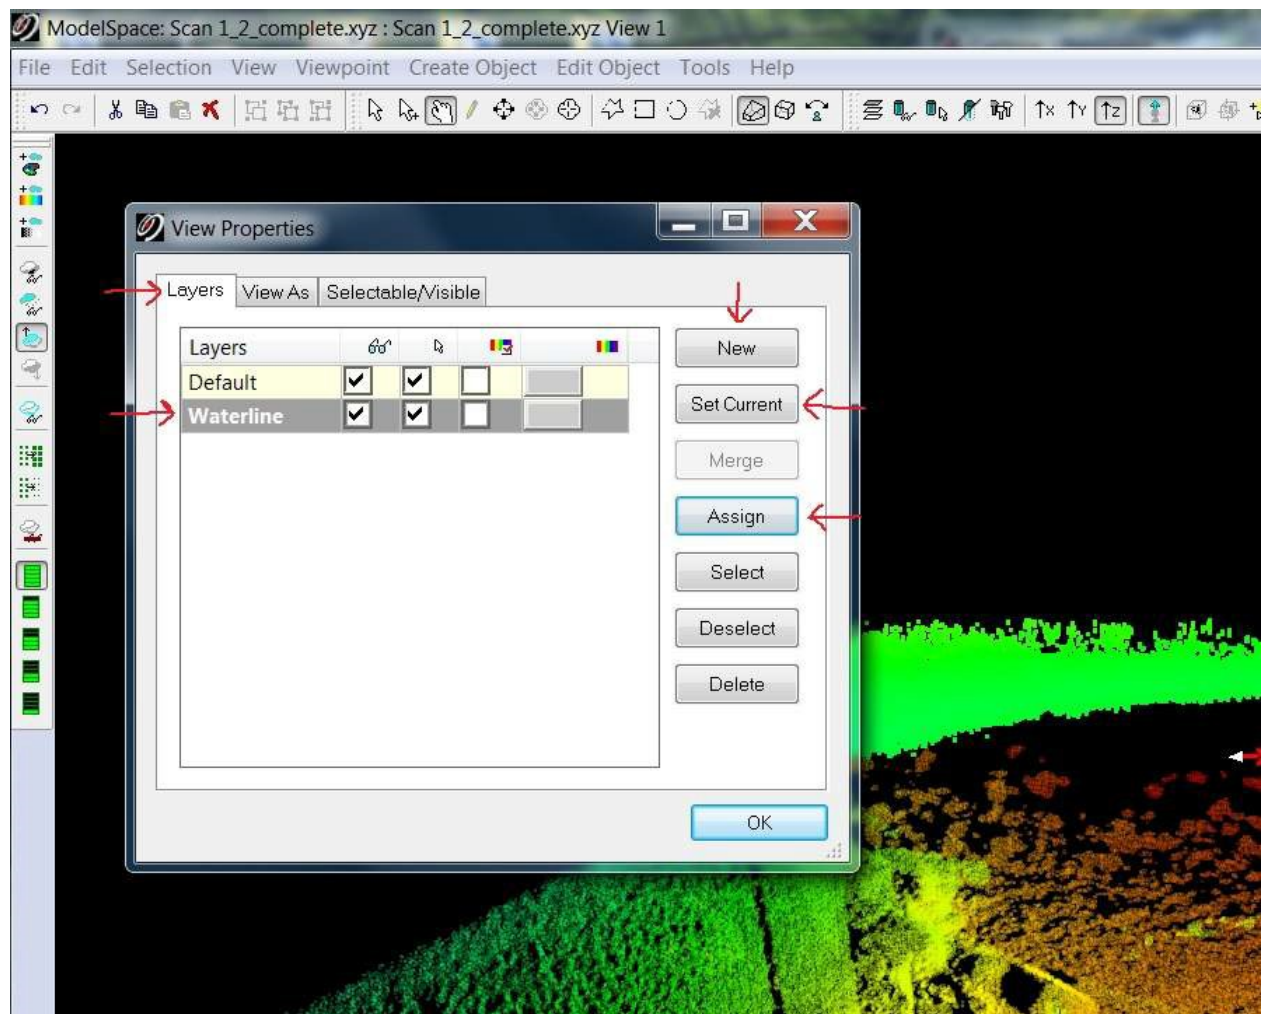 ModelSpace: Scan 1_2_complete.xyz : Scan 1_2_complete.xyz View 1
File Edit Selection View Viewpoint Create Object Edit Object Tools Help
X Y Z
View Properties
Layers View As Selectable/Visible
Layers
Default
Waterline
New
Set Current
Merge
Assign
Select
Deselect
Delete
OK